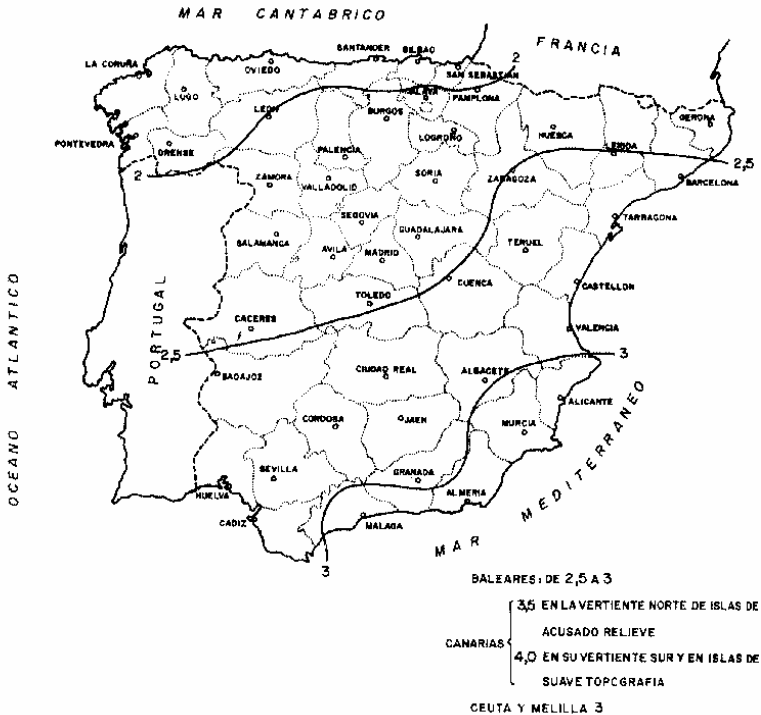 MAR CANTABRICO
FRANCIA
LA CORUÑA
OVIEDO
SANTANDER
BILBAO
SAN SEBASTIAN
2
LUGO
LEON
BURGOS
ALAVA
PAMPLONA
HUESCA
GERONA
PONTEVEDRA
ORENSE
PALENCIA
LOGROÑO
LERIDA
2
ZAMORA
VALLADOLID
SORIA
ZARAGOZA
2,5
BARCELONA
SEGOVIA
TARRAGONA
SALAMANCA
AVILA
MADRID
GUADALAJARA
TERUEL
TOLEDO
CUENCA
CASTELLON
OCEANO ATLANTICO
PORTUGAL
CACERES
VALENCIA
2,5
BADAJOZ
CIUDAD REAL
ALBACETE
3
ALICANTE
CORDOBA
JAEN
MURCIA
MAR MEDITERRANEO
SEVILLA
GRANADA
HUELVA
ALMERIA
CADIZ
MALAGA
3
BALEARES: DE 2,5 A 3
CANARIAS
3,5 EN LA VERTIENTE NORTE DE ISLAS DE
ACUSADO RELIEVE
4,0 EN SU VERTIENTE SUR Y EN ISLAS DE
SUAVE TOPOGRAFIA
CEUTA Y MELILLA 3